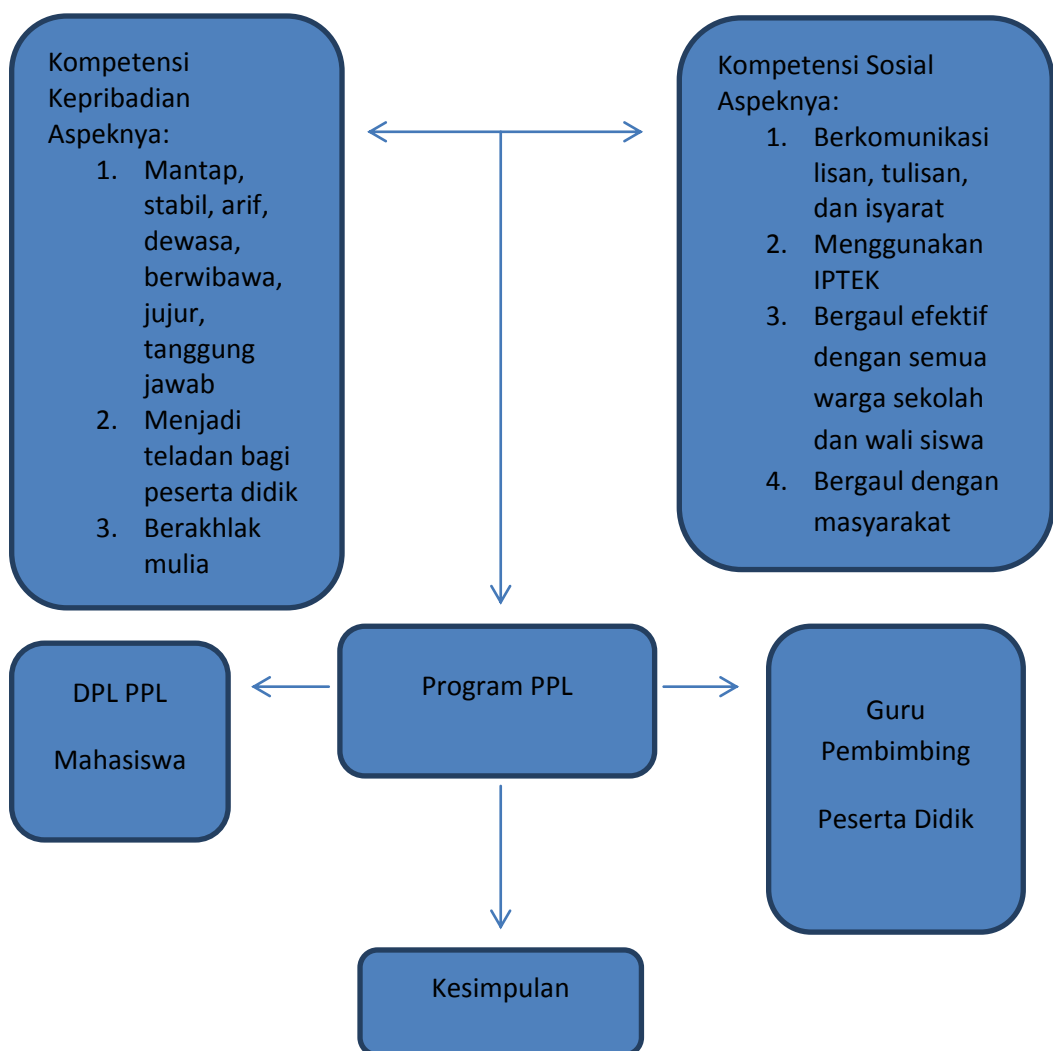 Kompetensi
Kepribadian
Aspeknya:
1. Mantap,
stabil, arif,
dewasa,
berwibawa,
jujur,
tanggung
jawab
2. Menjadi
teladan bagi
peserta didik
3. Berakhlak
mulia
Kompetensi Sosial
Aspeknya:
1. Berkomunikasi
lisan, tulisan,
dan isyarat
2. Menggunakan
IPTEK
3. Bergaul efektif
dengan semua
warga sekolah
dan wali siswa
4. Bergaul dengan
masyarakat
DPL PPL
Mahasiswa
Program PPL
Guru
Pembimbing
Peserta Didik
Kesimpulan